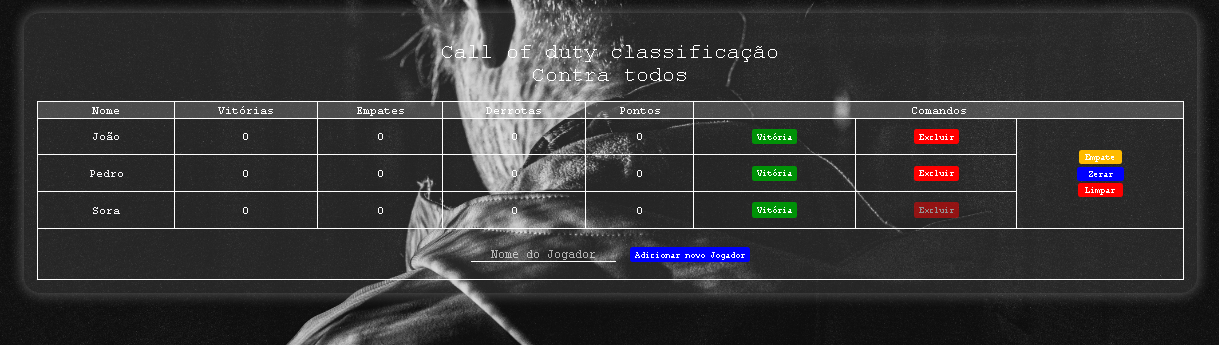 Call of duty classificação
Contra todos
Nome Vitórias Empates Derrotas Pontos Comandos
João 0 0 0 0 Vitória Excluir
Empate
Pedro 0 0 0 0 Vitória Excluir Zerar
Limpar
Sora 0 0 0 0 Vitória Excluir
Nome do Jogador Adicionar novo Jogador